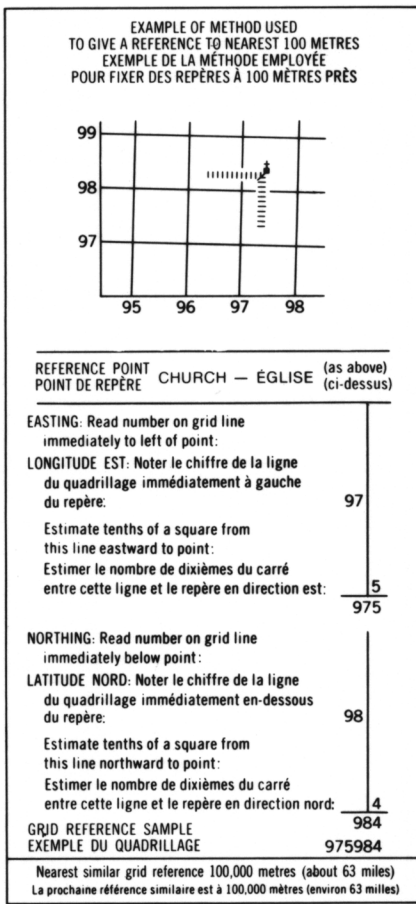 EXAMPLE OF METHOD USED
TO GIVE A REFERENCE TO NEAREST 100 METRES
EXEMPLE DE LA MÉTHODE EMPLOYÉE
POUR FIXER DES REPÈRES À 100 MÈTRES PRÈS
99
98
97
95 96 97 98
REFERENCE POINT CHURCH — ÉGLISE (as above)
POINT DE REPÈRE (ci-dessus)
EASTING: Read number on grid line
immediately to left of point:
LONGITUDE EST: Noter le chiffre de la ligne
du quadrillage immédiatement à gauche
du repère: 97
Estimate tenths of a square from
this line eastward to point:
Estimer le nombre de dixièmes du carré
entre cette ligne et le repère en direction est: 5
975
NORTHING: Read number on grid line
immediately below point:
LATITUDE NORD: Noter le chiffre de la ligne
du quadrillage immédiatement en-dessous
du repère: 98
Estimate tenths of a square from
this line northward to point:
Estimer le nombre de dixièmes du carré
entre cette ligne et le repère en direction nord: 4
984
GRID REFERENCE SAMPLE
EXEMPLE DU QUADRILLAGE 975984
Nearest similar grid reference 100,000 metres (about 63 miles)
La prochaine référence similaire est à 100,000 mètres (environ 63 milles)